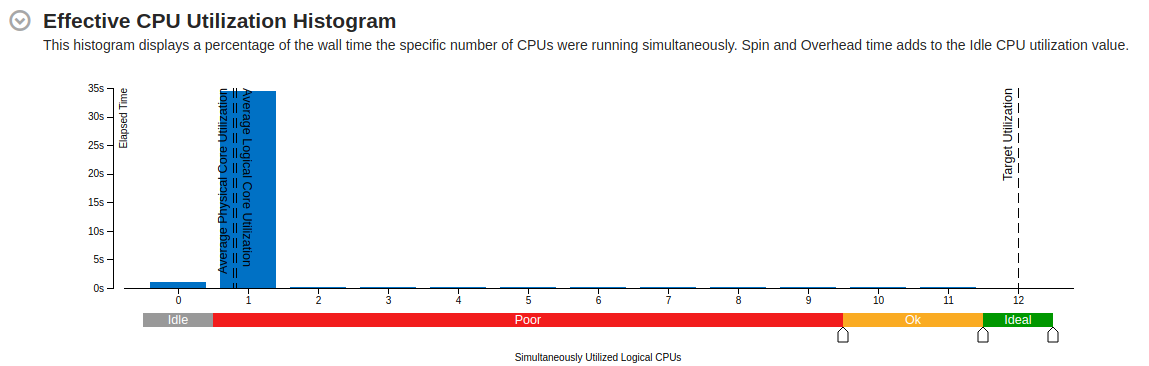 Effective CPU Utilization Histogram
This histogram displays a percentage of the wall time the specific number of CPUs were running simultaneously. Spin and Overhead time adds to the Idle CPU utilization value.
Elapsed Time
35s
30s
25s
20s
15s
10s
5s
0s
Average Physical Core Utilization
Average Logical Core Utilization
Target Utilization
0 1 2 3 4 5 6 7 8 9 10 11 12
Idle Poor Ok Ideal
Simultaneously Utilized Logical CPUs